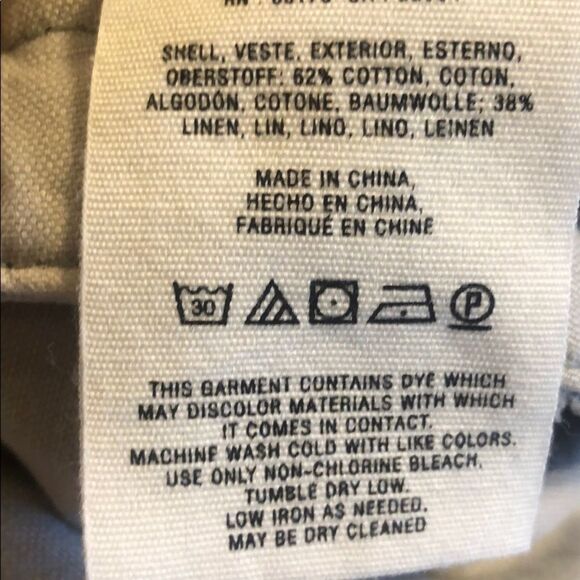 SHELL, VESTE, EXTERIOR, ESTERNO,
OBERSTOFF: 62% COTTON, COTON,
ALGODÓN, COTONE, BAUMWOLLE; 38%
LINEN, LIN, LINO, LINO, LEINEN
MADE IN CHINA,
HECHO EN CHINA,
FABRIQUÉ EN CHINE
30
P
THIS GARMENT CONTAINS DYE WHICH
MAY DISCOLOR MATERIALS WITH WHICH
IT COMES IN CONTACT.
MACHINE WASH COLD WITH LIKE COLORS.
USE ONLY NON-CHLORINE BLEACH.
TUMBLE DRY LOW.
LOW IRON AS NEEDED.
MAY BE DRY CLEANED